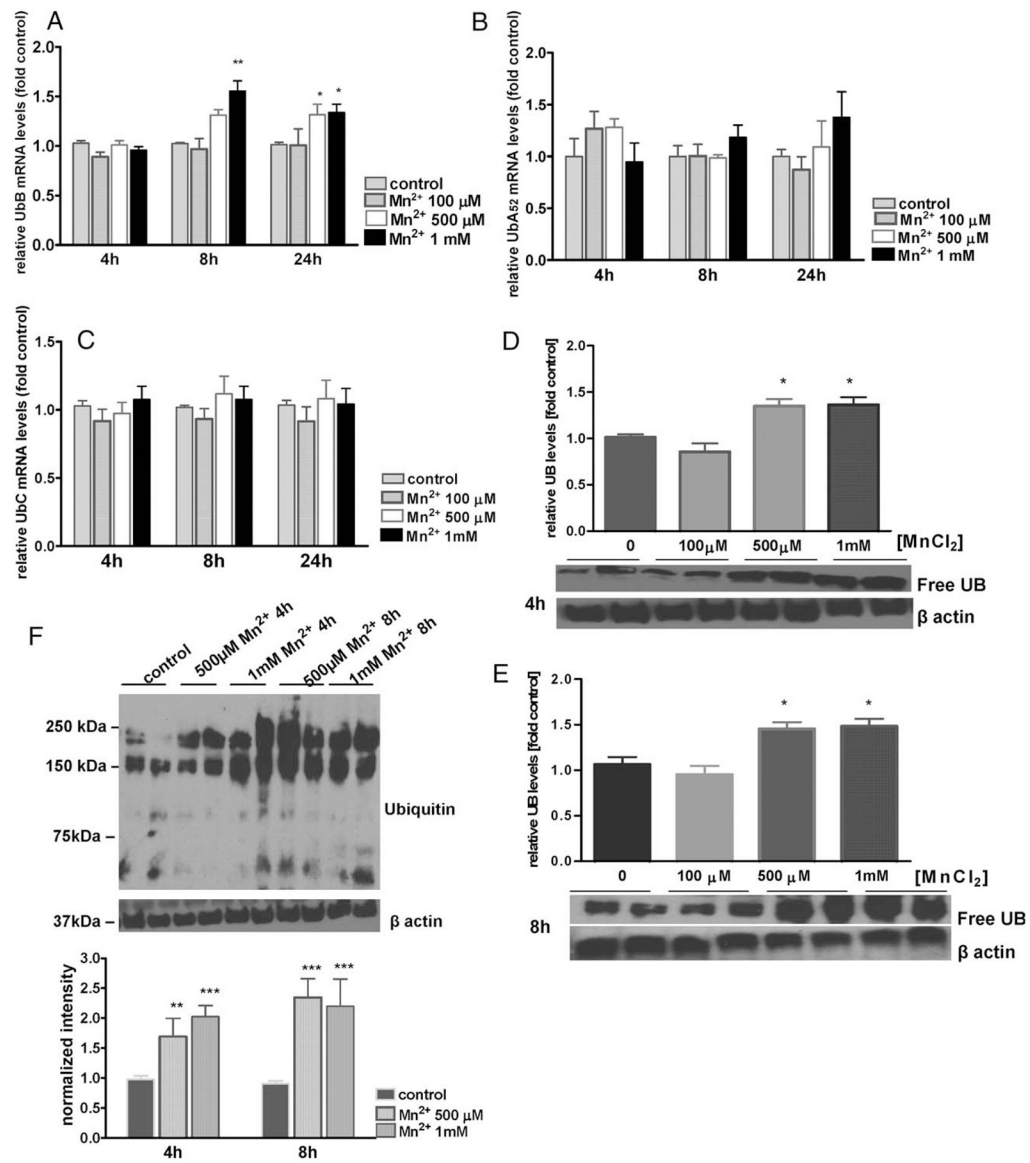 A
relative UbB mRNA levels (fold control)
2.0
1.5
1.0
0.5
0.0
**
*
*
4h
8h
24h
control
Mn²⁺ 100 μM
Mn²⁺ 500 μM
Mn²⁺ 1 mM
B
relative UbA₅₂ mRNA levels (fold control)
2.0
1.5
1.0
0.5
0.0
4h
8h
24h
control
Mn²⁺ 100 μM
Mn²⁺ 500 μM
Mn²⁺ 1 mM
C
relative UbC mRNA levels (fold control)
1.5
1.0
0.5
0.0
4h
8h
24h
control
Mn²⁺ 100 μM
Mn²⁺ 500 μM
Mn²⁺ 1mM
D
relative UB levels [fold control]
2.0
1.5
1.0
0.5
0.0
*
*
0 100μM 500μM 1mM [MnCl₂]
4h
Free UB
β actin
F
control
500μM Mn²⁺ 4h
1mM Mn²⁺ 4h
500μM Mn²⁺ 8h
1mM Mn²⁺ 8h
250 kDa
150 kDa
75kDa
Ubiquitin
37kDa
β actin
normalized intensity
3.0
2.5
2.0
1.5
1.0
0.5
0.0
**
***
***
***
4h
8h
control
Mn²⁺ 500 μM
Mn²⁺ 1mM
E
relative UB levels [fold control]
2.0
1.5
1.0
0.5
0.0
*
*
0 100 μM 500 μM 1mM [MnCl₂]
8h
Free UB
β actin